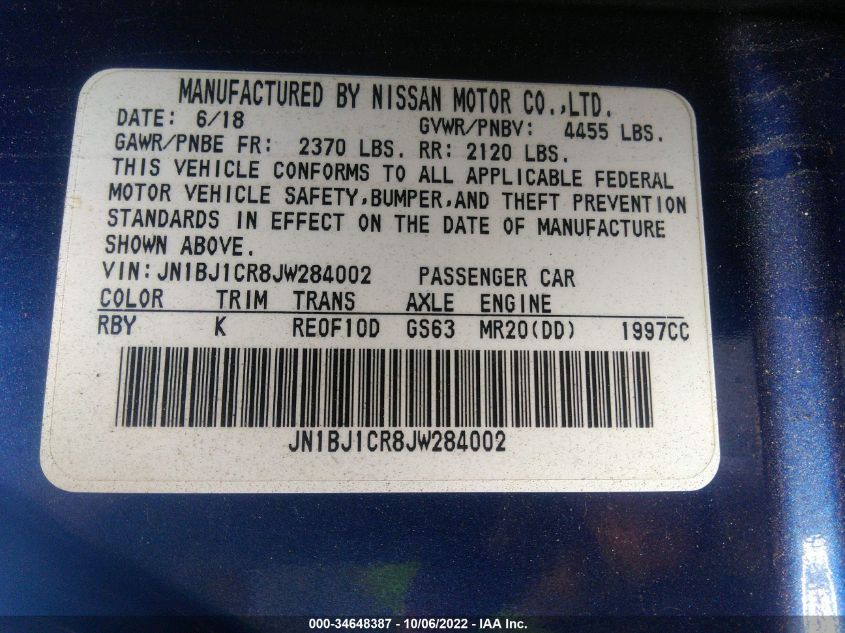 MANUFACTURED BY NISSAN MOTOR CO.,LTD.
DATE: 6/18 GVWR/PNBV: 4455 LBS.
GAWR/PNBE FR: 2370 LBS. RR: 2120 LBS.
THIS VEHICLE CONFORMS TO ALL APPLICABLE FEDERAL
MOTOR VEHICLE SAFETY,BUMPER,AND THEFT PREVENTION
STANDARDS IN EFFECT ON THE DATE OF MANUFACTURE
SHOWN ABOVE.
VIN:JN1BJ1CR8JW284002 PASSENGER CAR
COLOR TRIM TRANS AXLE ENGINE
RBY K RE0F10D GS63 MR20(DD) 1997CC
JN1BJ1CR8JW284002
000-34648387 - 10/06/2022 - IAA Inc.